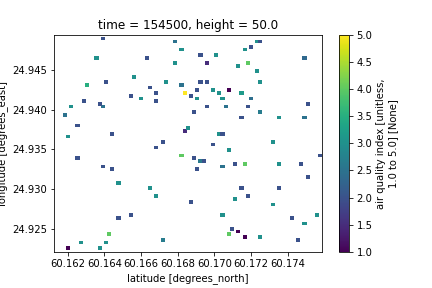 time = 154500, height = 50.0
24.945
24.940
24.935
24.930
24.925
longitude [degrees_east]
60.162 60.164 60.166 60.168 60.170 60.172 60.174
latitude [degrees_north]
5.0
4.5
4.0
3.5
3.0
2.5
2.0
1.5
1.0
air quality index [unitless,
1.0 to 5.0] [None]